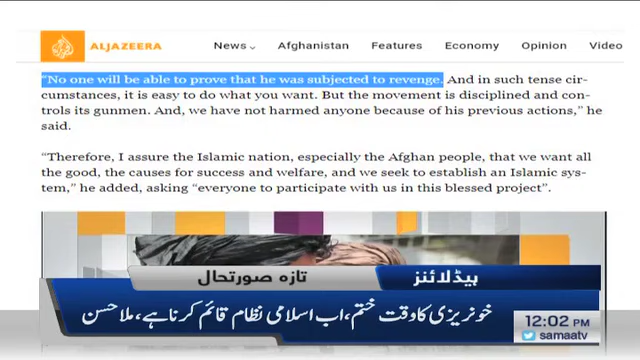 ALJAZEERA News Afghanistan Features Economy Opinion Video
“No one will be able to prove that he was subjected to revenge. And in such tense cir-
cumstances, it is easy to do what you want. But the movement is disciplined and con-
trols its gunmen. And, we have not harmed anyone because of his previous actions,” he
said.
“Therefore, I assure the Islamic nation, especially the Afghan people, that we want all
the good, the causes for success and welfare, and we seek to establish an Islamic sys-
tem,” he added, asking “everyone to participate with us in this blessed project”.
ہیڈلائنز
تازہ صورتحال
خونریزی کا وقت ختم، اب اسلامی نظام قائم کرنا ہے، ملا حسن
12:02 PM
samaatv